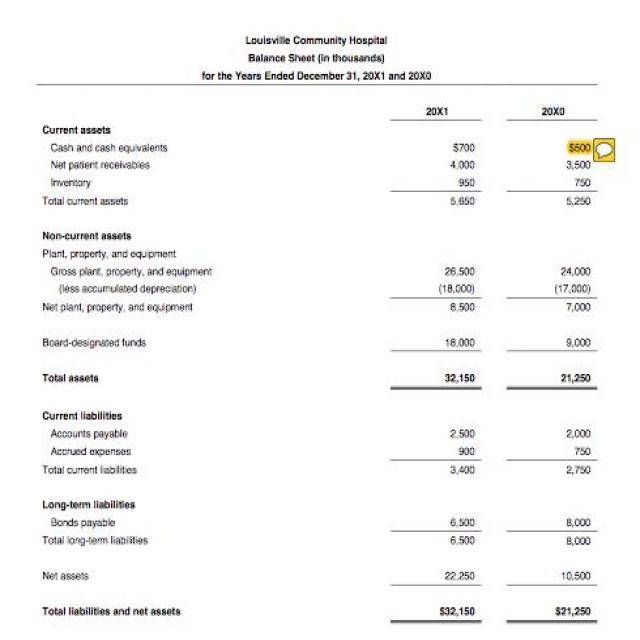 Louisville Community Hospital
Balance Sheet (in thousands)
for the Years Ended December 31, 20X1 and 20X0
20X1 20X0
Current assets
Cash and cash equivalents $700 $500
Net patient receivables 4,000 3,500
Inventory 950 750
Total current assets 5,650 5,250
Non-current assets
Plant, property, and equipment
Gross plant, property, and equipment 26,500 24,000
(less accumulated depreciation) (18,000) (17,000)
Net plant, property, and equipment 8,500 7,000
Board-designated funds 18,000 9,000
Total assets 32,150 21,250
Current liabilities
Accounts payable 2,500 2,000
Accrued expenses 900 750
Total current liabilities 3,400 2,750
Long-term liabilities
Bonds payable 6,500 8,000
Total long-term liabilities 6,500 8,000
Net assets 22,250 10,500
Total liabilities and net assets $32,150 $21,250